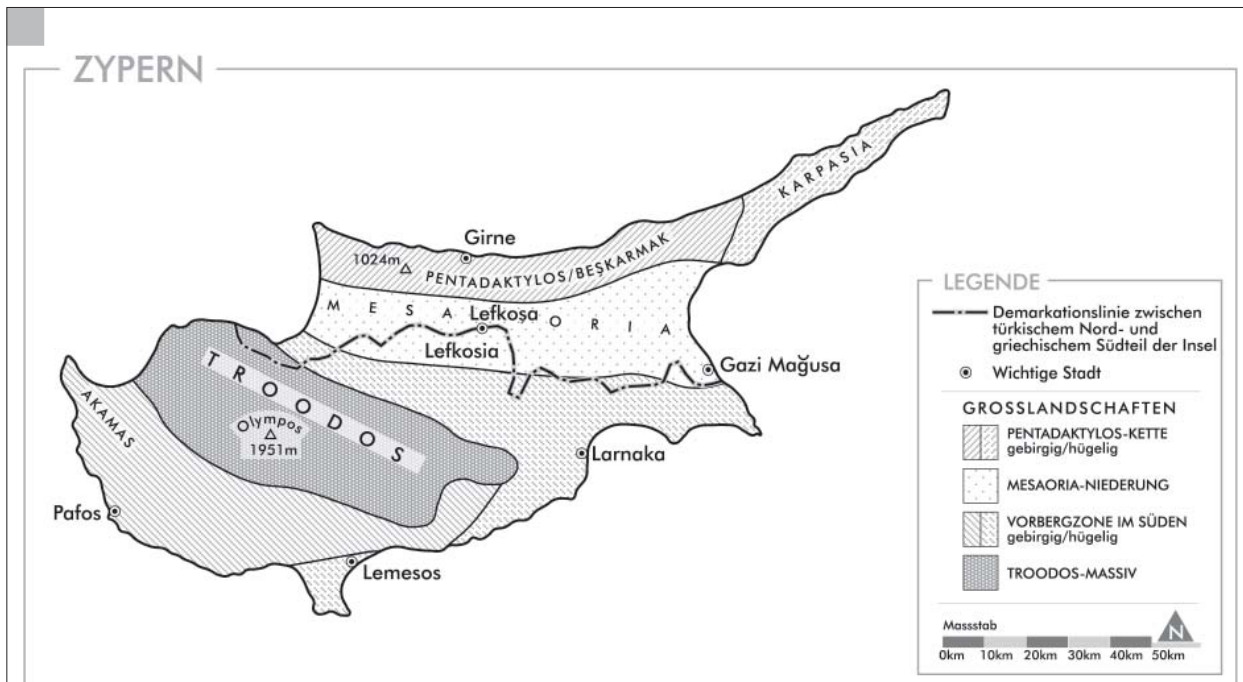 ZYPERN
KARPASIA
Girne
1024m
PENTADAKTYLOS/BEŞKARMAK
MESAORIA
Lefkoşa
Lefkosia
Gazi Mağusa
TROODOS
Olympos
1951m
AKAMAS
Larnaka
Pafos
Lemesos
LEGENDE
Demarkationslinie zwischen
türkischem Nord- und
griechischem Südteil der Insel
Wichtige Stadt
GROSSLANDSCHAFTEN
PENTADAKTYLOS-KETTE
gebirgig/hügelig
MESAORIA-NIEDERUNG
VORBERGZONE IM SÜDEN
gebirgig/hügelig
TROODOS-MASSIV
Massstab
N
0km 10km 20km 30km 40km 50km